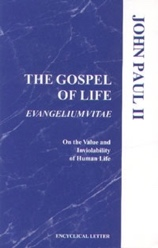 JOHN PAUL II
THE GOSPEL
OF LIFE
EVANGELIUM VITAE
On the Value and
Inviolability
of Human Life
ENCYCLICAL LETTER